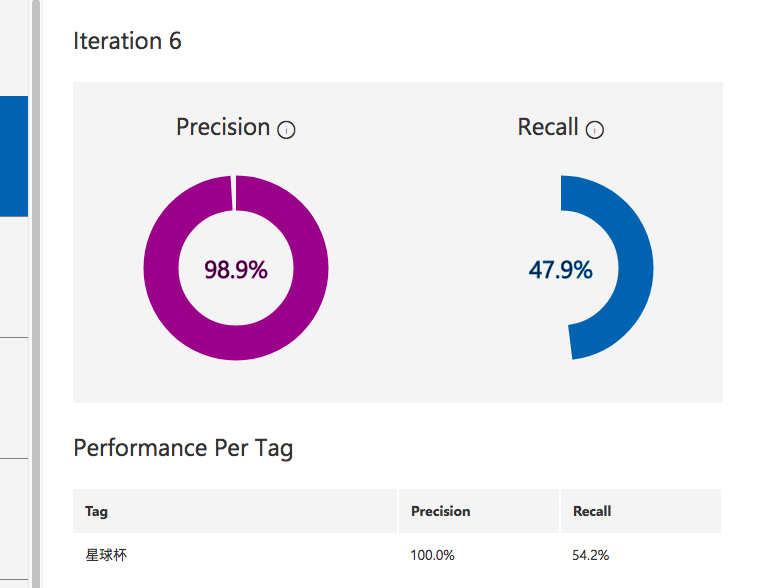 Iteration 6
Precision
Recall
98.9%
47.9%
Performance Per Tag
Tag Precision Recall
星球杯 100.0% 54.2%